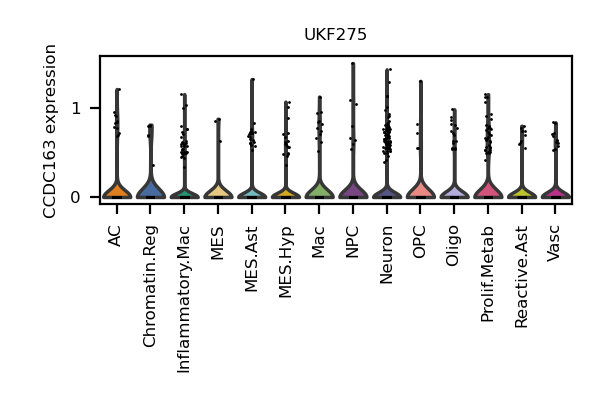 UKF275
CCDC163 expression
1
0
AC
Chromatin.Reg
Inflammatory.Mac
MES
MES.Ast
MES.Hyp
Mac
NPC
Neuron
OPC
Oligo
Prolif.Metab
Reactive.Ast
Vasc